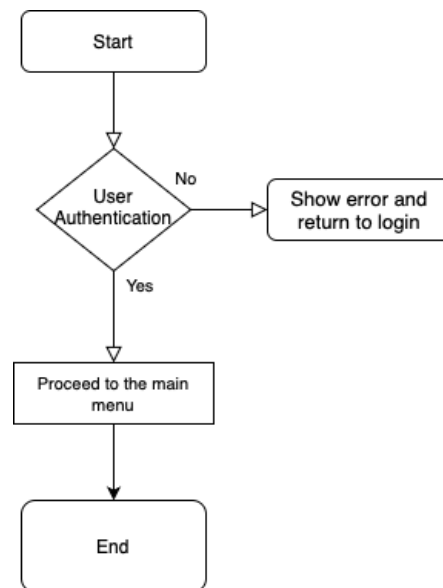 Start
User
Authentication
No
Show error and
return to login
Yes
Proceed to the main
menu
End